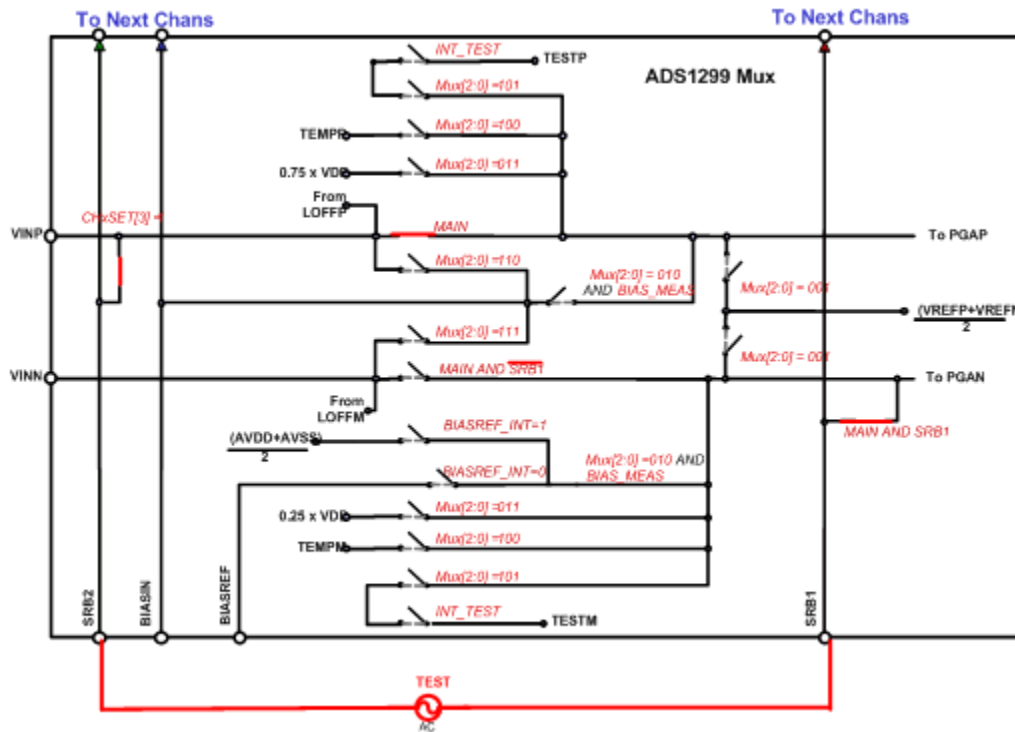 To Next Chans
To Next Chans
INT_TEST
TESTP
ADS1299 Mux
Mux[2:0] =101
TEMPP
Mux[2:0] =100
0.75 x VDD
Mux[2:0] =011
From
LOFFP
CHxSET[3] =
VINP
MAIN
To PGAP
Mux[2:0] =110
Mux[2:0] = 010
AND BIAS_MEAS
Mux[2:0] = 001
(VREFP+VREFN
2
Mux[2:0] =111
Mux[2:0] = 001
MAIN AND SRB1
VINN
To PGAN
From
LOFFM
BIASREF_INT=1
MAIN AND SRB1
(AVDD+AVSS)
2
Mux[2:0] =010 AND
BIAS_MEAS
BIASREF_INT=0
0.25 x VDD
Mux[2:0] =011
TEMPM
Mux[2:0] =100
Mux[2:0] =101
INT_TEST
TESTM
SRB2
BIASIN
BIASREF
SRB1
TEST
AC